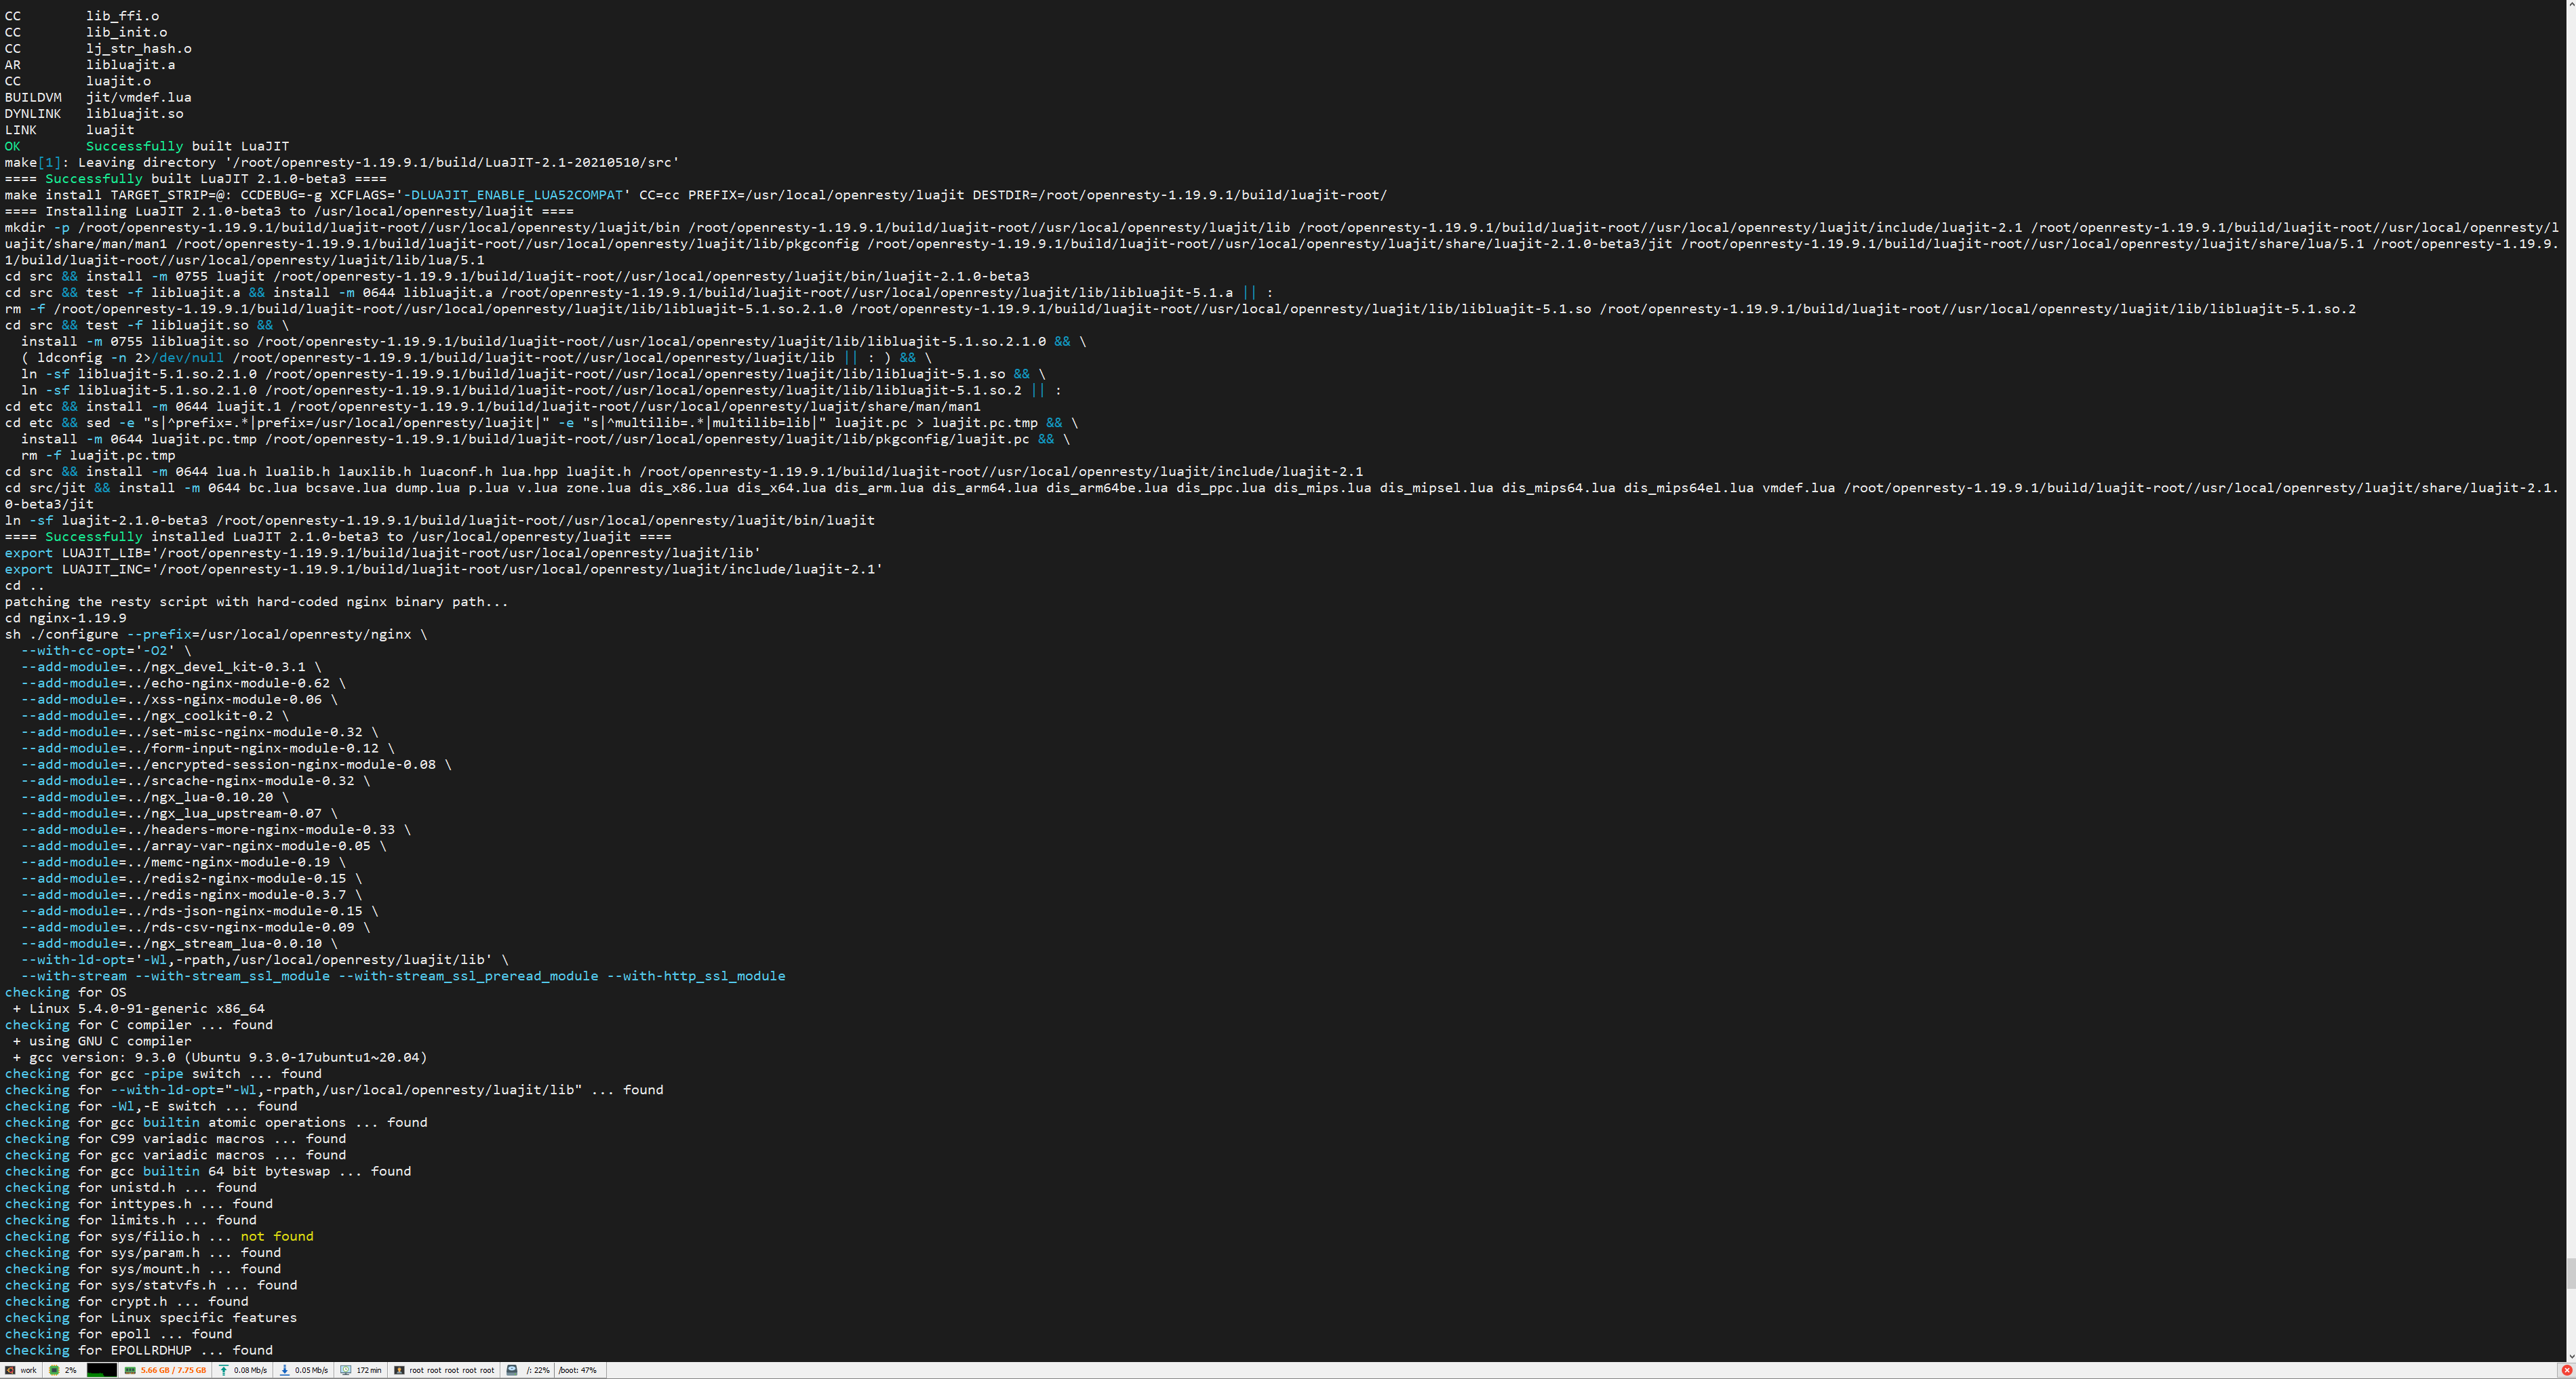 CC        lib_ffi.o
CC        lib_init.o
CC        lj_str_hash.o
AR        libluajit.a
CC        luajit.o
BUILDVM   jit/vmdef.lua
DYNLINK   libluajit.so
LINK      luajit
OK        Successfully built LuaJIT
make[1]: Leaving directory '/root/openresty-1.19.9.1/build/LuaJIT-2.1-20210510/src'
==== Successfully built LuaJIT 2.1.0-beta3 ====
make install TARGET_STRIP=@: CCDEBUG=-g XCFLAGS='-DLUAJIT_ENABLE_LUA52COMPAT' CC=cc PREFIX=/usr/local/openresty/luajit DESTDIR=/root/openresty-1.19.9.1/build/luajit-root/
==== Installing LuaJIT 2.1.0-beta3 to /usr/local/openresty/luajit ====
mkdir -p /root/openresty-1.19.9.1/build/luajit-root//usr/local/openresty/luajit/bin /root/openresty-1.19.9.1/build/luajit-root//usr/local/openresty/luajit/lib /root/openresty-1.19.9.1/build/luajit-root//usr/local/openresty/luajit/include/luajit-2.1 /root/openresty-1.19.9.1/build/luajit-root//usr/local/openresty/l
uajit/share/man/man1 /root/openresty-1.19.9.1/build/luajit-root//usr/local/openresty/luajit/lib/pkgconfig /root/openresty-1.19.9.1/build/luajit-root//usr/local/openresty/luajit/share/luajit-2.1.0-beta3/jit /root/openresty-1.19.9.1/build/luajit-root//usr/local/openresty/luajit/share/lua/5.1 /root/openresty-1.19.9.
1/build/luajit-root//usr/local/openresty/luajit/lib/lua/5.1
cd src && install -m 0755 luajit /root/openresty-1.19.9.1/build/luajit-root//usr/local/openresty/luajit/bin/luajit-2.1.0-beta3
cd src && test -f libluajit.a && install -m 0644 libluajit.a /root/openresty-1.19.9.1/build/luajit-root//usr/local/openresty/luajit/lib/libluajit-5.1.a || :
rm -f /root/openresty-1.19.9.1/build/luajit-root//usr/local/openresty/luajit/lib/libluajit-5.1.so.2.1.0 /root/openresty-1.19.9.1/build/luajit-root//usr/local/openresty/luajit/lib/libluajit-5.1.so /root/openresty-1.19.9.1/build/luajit-root//usr/local/openresty/luajit/lib/libluajit-5.1.so.2
cd src && test -f libluajit.so && \
  install -m 0755 libluajit.so /root/openresty-1.19.9.1/build/luajit-root//usr/local/openresty/luajit/lib/libluajit-5.1.so.2.1.0 && \
  ( ldconfig -n 2>/dev/null /root/openresty-1.19.9.1/build/luajit-root//usr/local/openresty/luajit/lib || : ) && \
  ln -sf libluajit-5.1.so.2.1.0 /root/openresty-1.19.9.1/build/luajit-root//usr/local/openresty/luajit/lib/libluajit-5.1.so && \
  ln -sf libluajit-5.1.so.2.1.0 /root/openresty-1.19.9.1/build/luajit-root//usr/local/openresty/luajit/lib/libluajit-5.1.so.2 || :
cd etc && install -m 0644 luajit.1 /root/openresty-1.19.9.1/build/luajit-root//usr/local/openresty/luajit/share/man/man1
cd etc && sed -e "s|^prefix=.*|prefix=/usr/local/openresty/luajit|" -e "s|^multilib=.*|multilib=lib|" luajit.pc > luajit.pc.tmp && \
  install -m 0644 luajit.pc.tmp /root/openresty-1.19.9.1/build/luajit-root//usr/local/openresty/luajit/lib/pkgconfig/luajit.pc && \
  rm -f luajit.pc.tmp
cd src && install -m 0644 lua.h lualib.h lauxlib.h luaconf.h lua.hpp luajit.h /root/openresty-1.19.9.1/build/luajit-root//usr/local/openresty/luajit/include/luajit-2.1
cd src/jit && install -m 0644 bc.lua bcsave.lua dump.lua p.lua v.lua zone.lua dis_x86.lua dis_x64.lua dis_arm.lua dis_arm64.lua dis_arm64be.lua dis_ppc.lua dis_mips.lua dis_mipsel.lua dis_mips64.lua dis_mips64el.lua vmdef.lua /root/openresty-1.19.9.1/build/luajit-root//usr/local/openresty/luajit/share/luajit-2.1.
0-beta3/jit
ln -sf luajit-2.1.0-beta3 /root/openresty-1.19.9.1/build/luajit-root//usr/local/openresty/luajit/bin/luajit
==== Successfully installed LuaJIT 2.1.0-beta3 to /usr/local/openresty/luajit ====
export LUAJIT_LIB='/root/openresty-1.19.9.1/build/luajit-root/usr/local/openresty/luajit/lib'
export LUAJIT_INC='/root/openresty-1.19.9.1/build/luajit-root/usr/local/openresty/luajit/include/luajit-2.1'
cd ..
patching the resty script with hard-coded nginx binary path...
cd nginx-1.19.9
sh ./configure --prefix=/usr/local/openresty/nginx \
  --with-cc-opt='-O2' \
  --add-module=../ngx_devel_kit-0.3.1 \
  --add-module=../echo-nginx-module-0.62 \
  --add-module=../xss-nginx-module-0.06 \
  --add-module=../ngx_coolkit-0.2 \
  --add-module=../set-misc-nginx-module-0.32 \
  --add-module=../form-input-nginx-module-0.12 \
  --add-module=../encrypted-session-nginx-module-0.08 \
  --add-module=../srcache-nginx-module-0.32 \
  --add-module=../ngx_lua-0.10.20 \
  --add-module=../ngx_lua_upstream-0.07 \
  --add-module=../headers-more-nginx-module-0.33 \
  --add-module=../array-var-nginx-module-0.05 \
  --add-module=../memc-nginx-module-0.19 \
  --add-module=../redis2-nginx-module-0.15 \
  --add-module=../redis-nginx-module-0.3.7 \
  --add-module=../rds-json-nginx-module-0.15 \
  --add-module=../rds-csv-nginx-module-0.09 \
  --add-module=../ngx_stream_lua-0.0.10 \
  --with-ld-opt='-Wl,-rpath,/usr/local/openresty/luajit/lib' \
  --with-stream --with-stream_ssl_module --with-stream_ssl_preread_module --with-http_ssl_module
checking for OS
 + Linux 5.4.0-91-generic x86_64
checking for C compiler ... found
 + using GNU C compiler
 + gcc version: 9.3.0 (Ubuntu 9.3.0-17ubuntu1~20.04)
checking for gcc -pipe switch ... found
checking for --with-ld-opt="-Wl,-rpath,/usr/local/openresty/luajit/lib" ... found
checking for -Wl,-E switch ... found
checking for gcc builtin atomic operations ... found
checking for C99 variadic macros ... found
checking for gcc variadic macros ... found
checking for gcc builtin 64 bit byteswap ... found
checking for unistd.h ... found
checking for inttypes.h ... found
checking for limits.h ... found
checking for sys/filio.h ... not found
checking for sys/param.h ... found
checking for sys/mount.h ... found
checking for sys/statvfs.h ... found
checking for crypt.h ... found
checking for Linux specific features
checking for epoll ... found
checking for EPOLLRDHUP ... found
work 2% 5.66 GB / 7.75 GB 0.08 Mb/s 0.05 Mb/s 172 min root root root root root /: 22% /boot: 47%